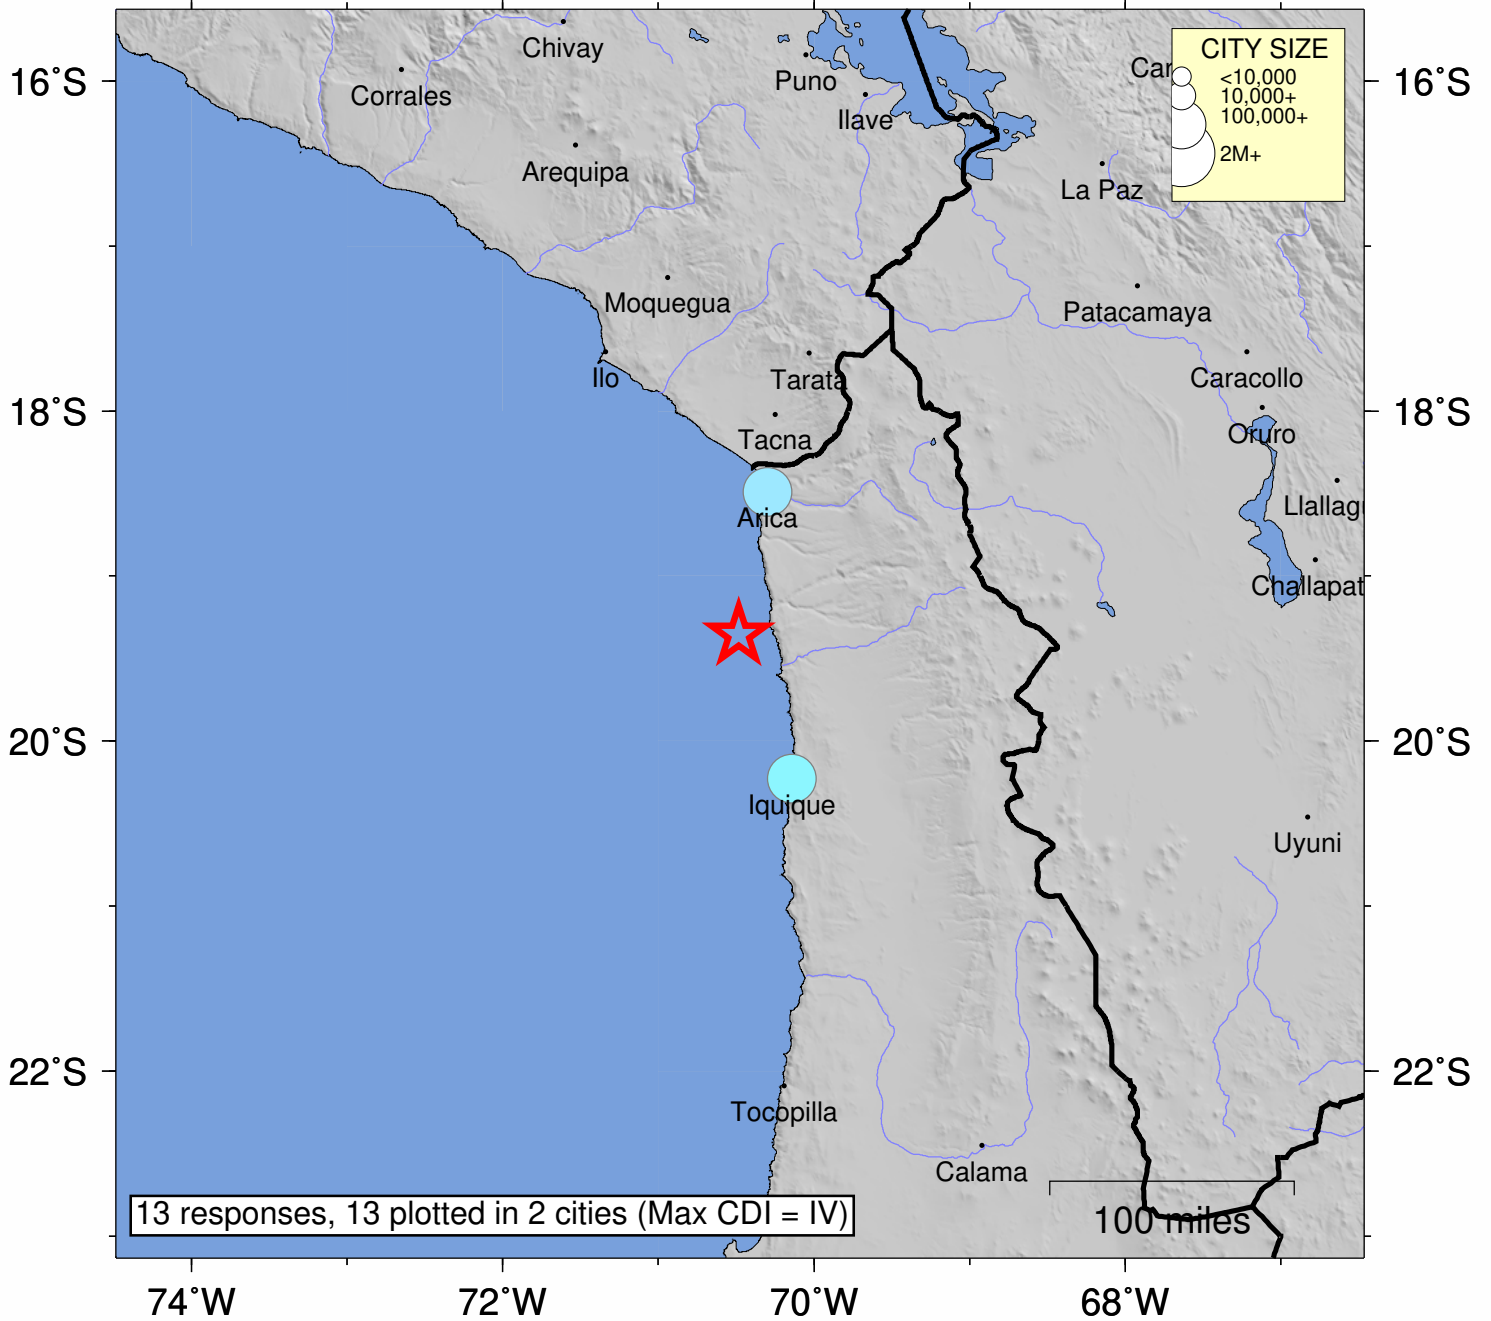 Chivay
CITY SIZE
Puno
Car
<10,000
16°S
16°S
Corrales
10,000+
100,000+
Ilave
2M+
Arequipa
La Paz
Moquegua
Patacamaya
Ilo
Tarata
Caracollo
18°S
18°S
Tacna
Oruro
Llallagu
Arica
Challapat
20°S
20°S
Iquique
Uyuni
22°S
22°S
Tocopilla
Calama
13 responses, 13 plotted in 2 cities (Max CDI = IV)
100 miles
74°W
72°W
70°W
68°W